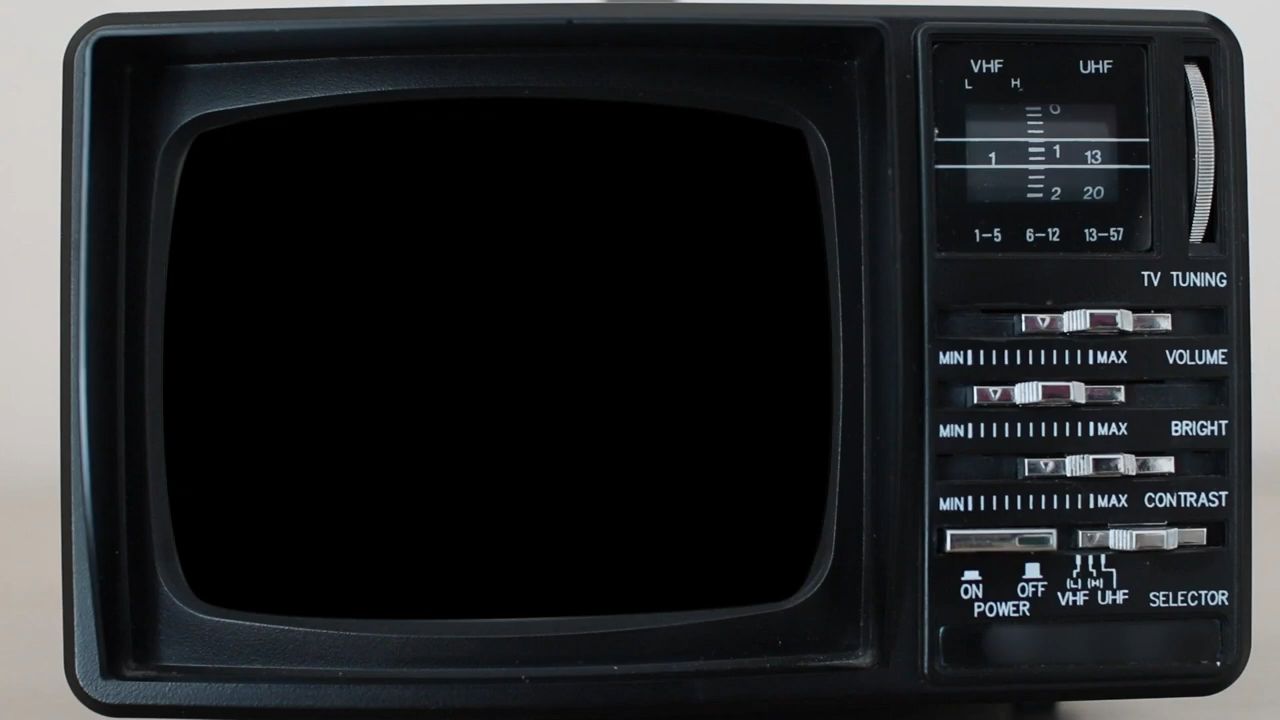 VHF UHF
L H
0
1 1 13
2 20
1-5 6-12 13-57
TV TUNING
MIN MAX VOLUME
MIN MAX BRIGHT
MIN MAX CONTRAST
ON OFF (L) (H)
POWER VHF UHF SELECTOR